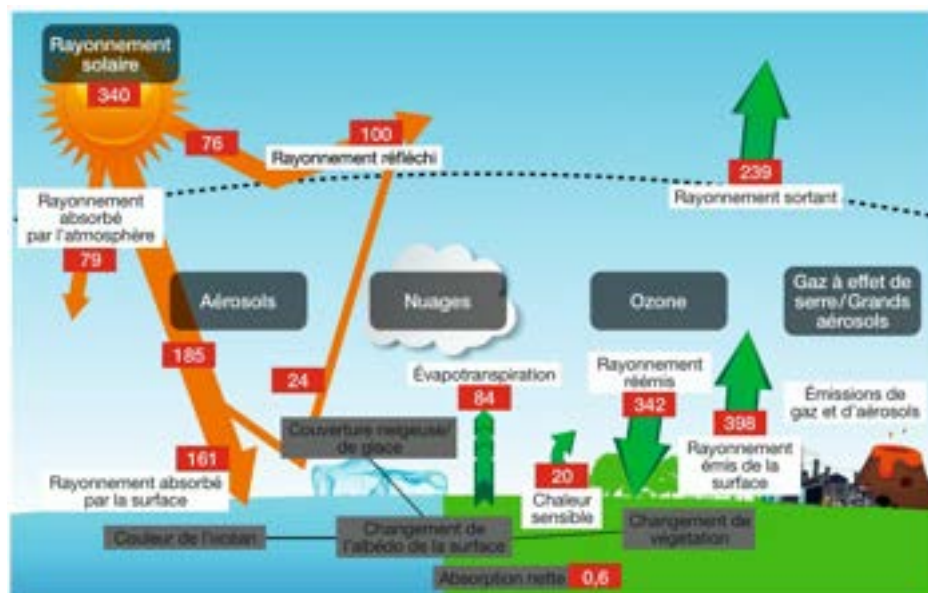 Rayonnement
solaire
340
76
100
Rayonnement réfléchi
239
Rayonnement sortant
Rayonnement
absorbé
par l'atmosphère
79
Aérosols
Nuages
Ozone
Gaz à effet de
serre/Grands
aérosols
185
24
Évapotranspiration
84
Rayonnement
réémis
342
398
Rayonnement
émis de la
surface
Émissions de
gaz et d'aérosols
Couverture neigeuse/
de glace
161
Rayonnement absorbé
par la surface
20
Chaleur
sensible
Couleur de l'océan
Changement de
l'albédo de la surface
Changement de
végétation
Absorption nette
0,6